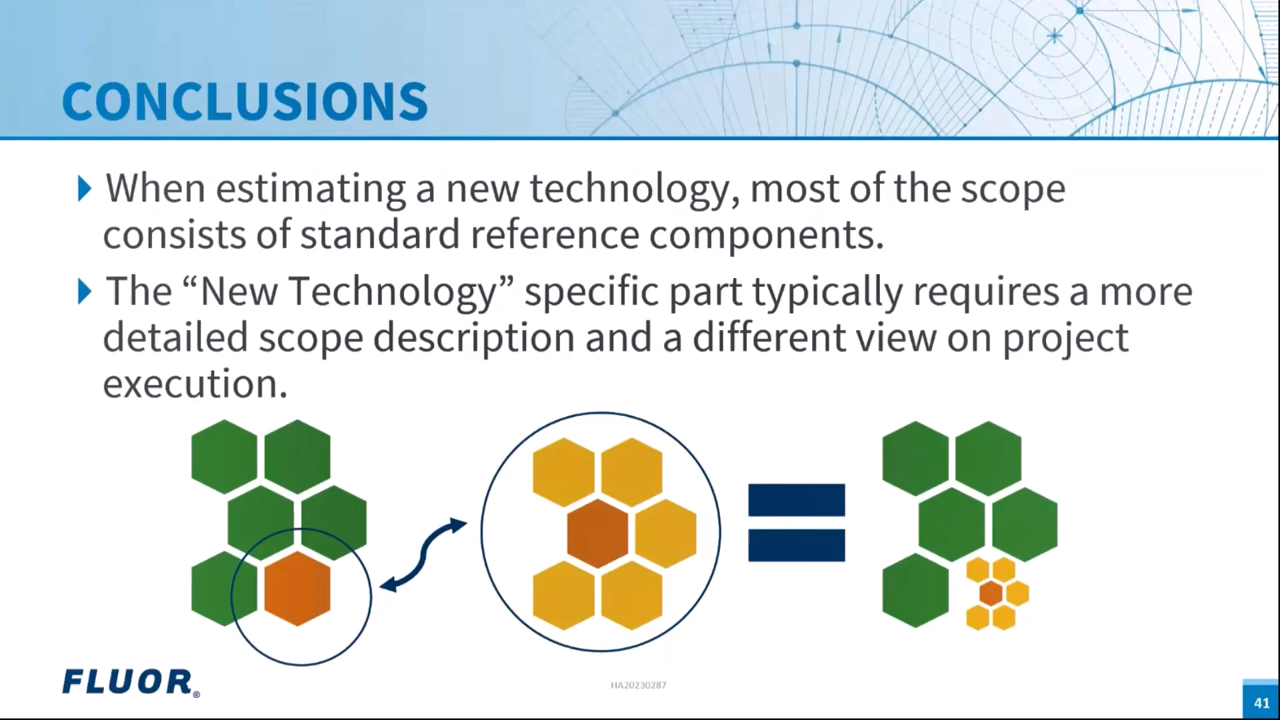 CONCLUSIONS
When estimating a new technology, most of the scope
consists of standard reference components.
The “New Technology” specific part typically requires a more
detailed scope description and a different view on project
execution.
FLUOR®
HA20230287
41